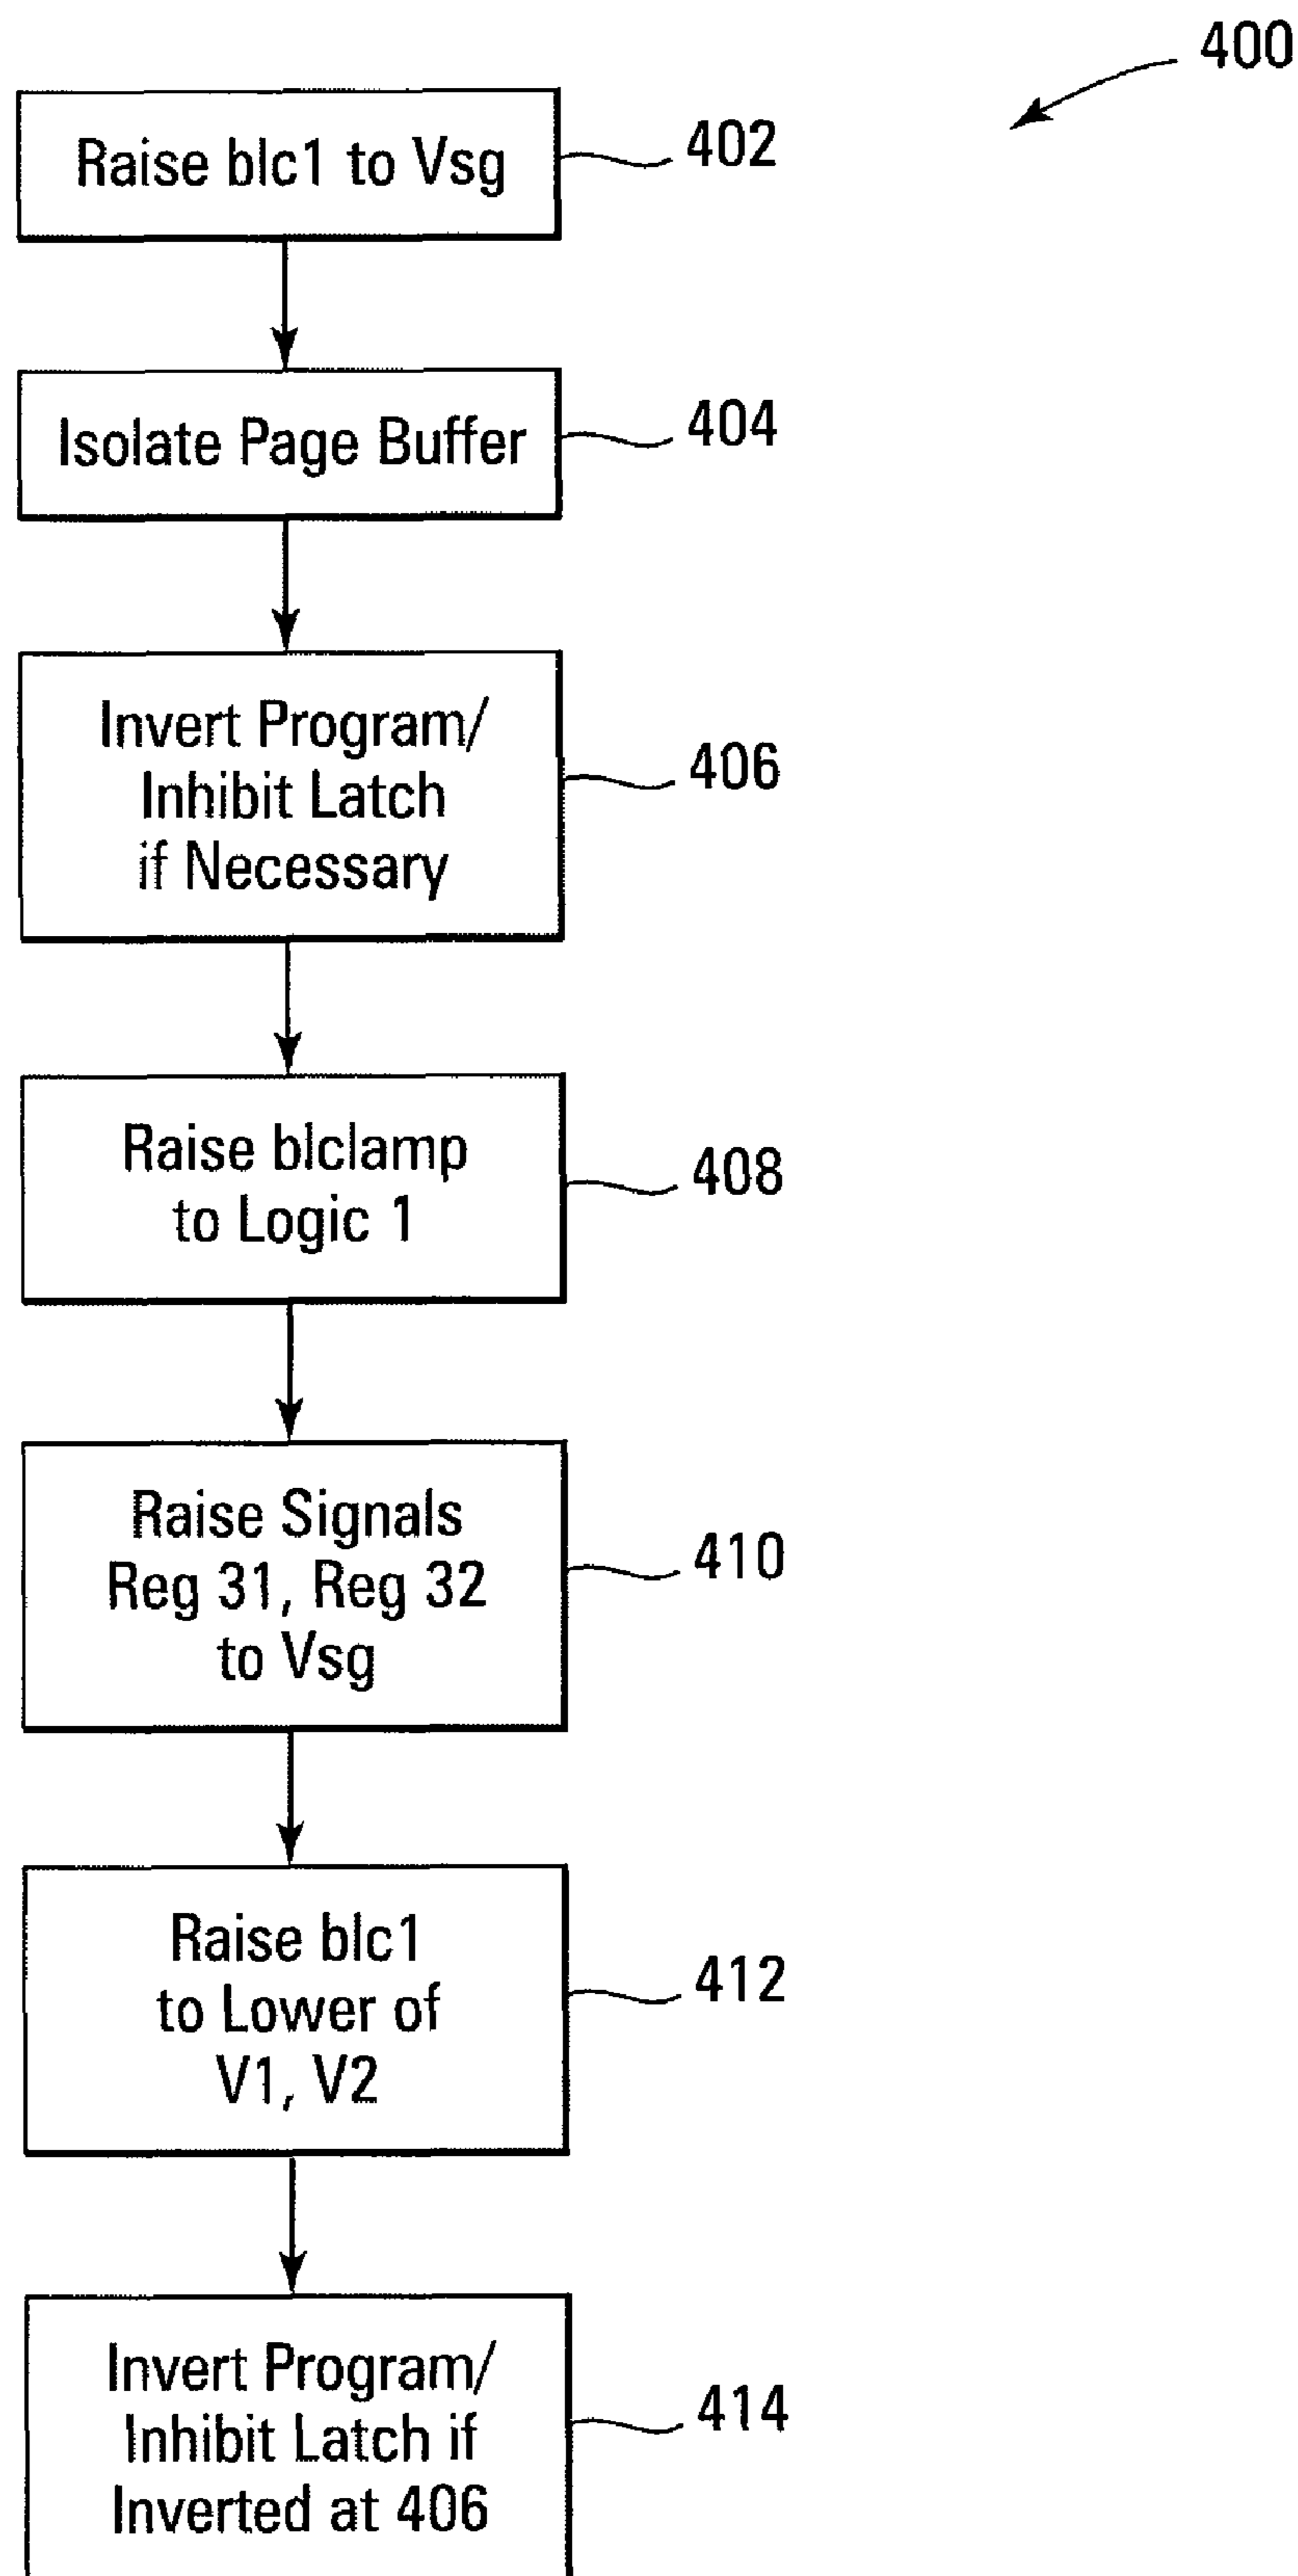 400
Raise blc1 to Vsg
402
Isolate Page Buffer
404
Invert Program/
Inhibit Latch
if Necessary
406
Raise blclamp
to Logic 1
408
Raise Signals
Reg 31, Reg 32
to Vsg
410
Raise blc1
to Lower of
V1, V2
412
Invert Program/
Inhibit Latch if
Inverted at 406
414